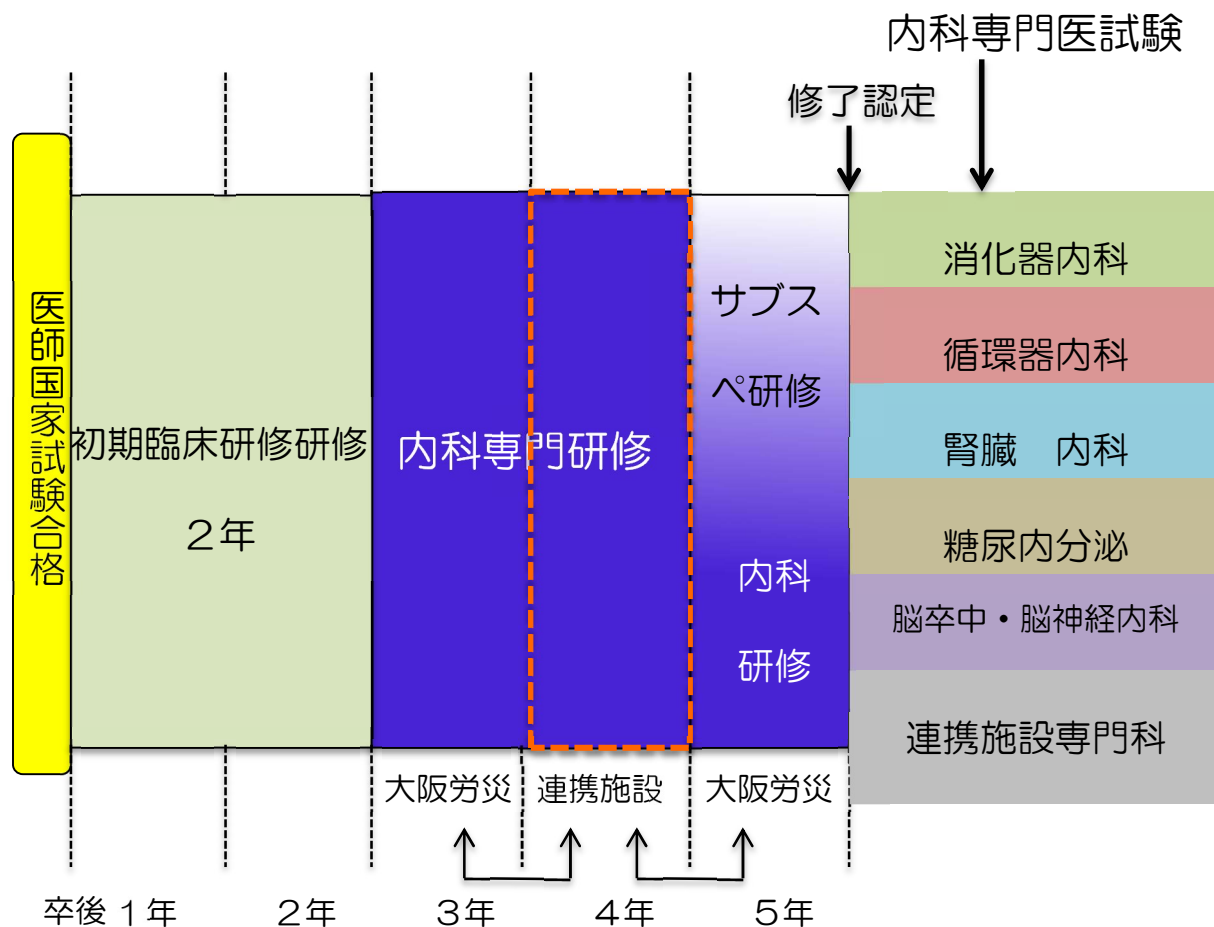 内科専門医試験
修了認定
医師国家試験合格
初期臨床研修研修
２年
内科専門研修
サブス
ペ研修
内科
研修
消化器内科
循環器内科
腎臓　内科
糖尿内分泌
脳卒中・脳神経内科
連携施設専門科
大阪労災
連携施設
大阪労災
卒後１年
２年
３年
４年
５年